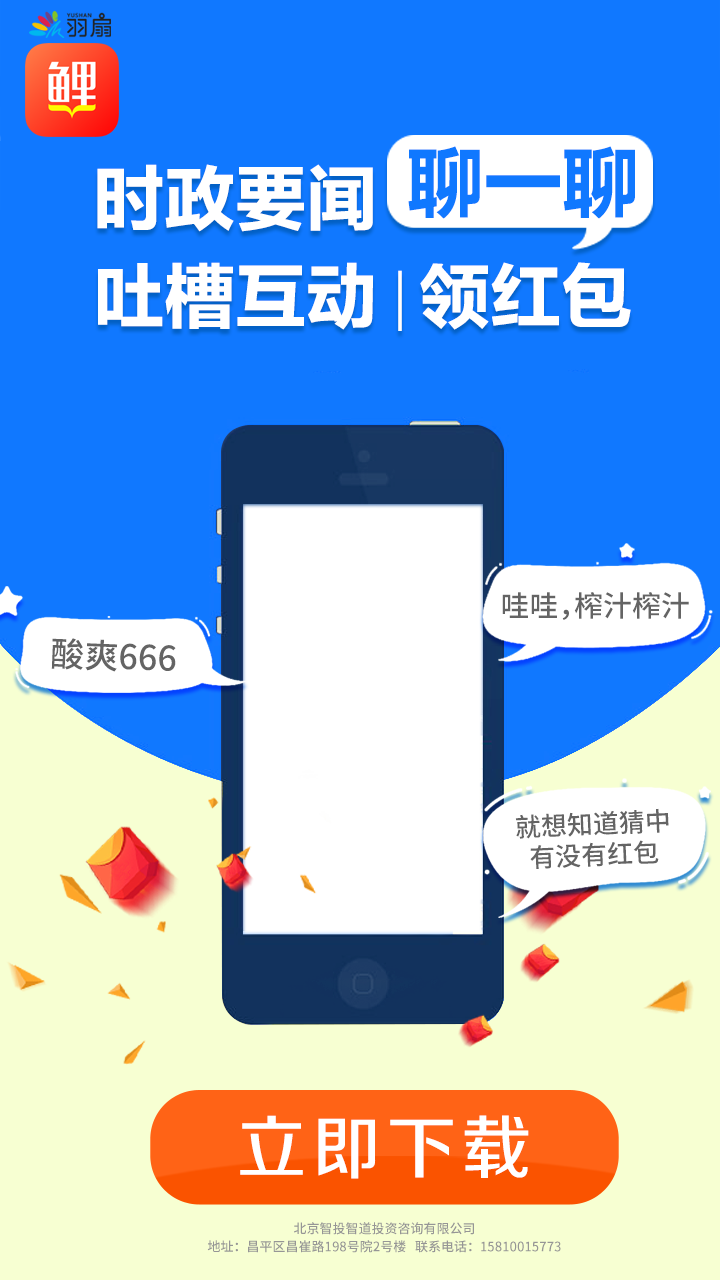 YUSHAN
羽扇
鲤
时政要闻 聊一聊
吐槽互动|领红包
哇哇,榨汁榨汁
酸爽666
就想知道猜中
有没有红包
立即下载
北京智投智道投资咨询有限公司
地址：昌平区昌崔路198号院2号楼 联系电话：15810015773